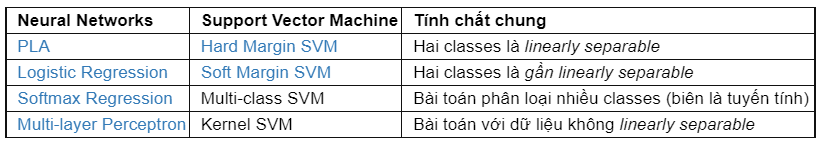 Neural Networks Support Vector Machine Tính chất chung
PLA Hard Margin SVM Hai classes là linearly separable
Logistic Regression Soft Margin SVM Hai classes là gần linearly separable
Softmax Regression Multi-class SVM Bài toán phân loại nhiều classes (biên là tuyến tính)
Multi-layer Perceptron Kernel SVM Bài toán với dữ liệu không linearly separable